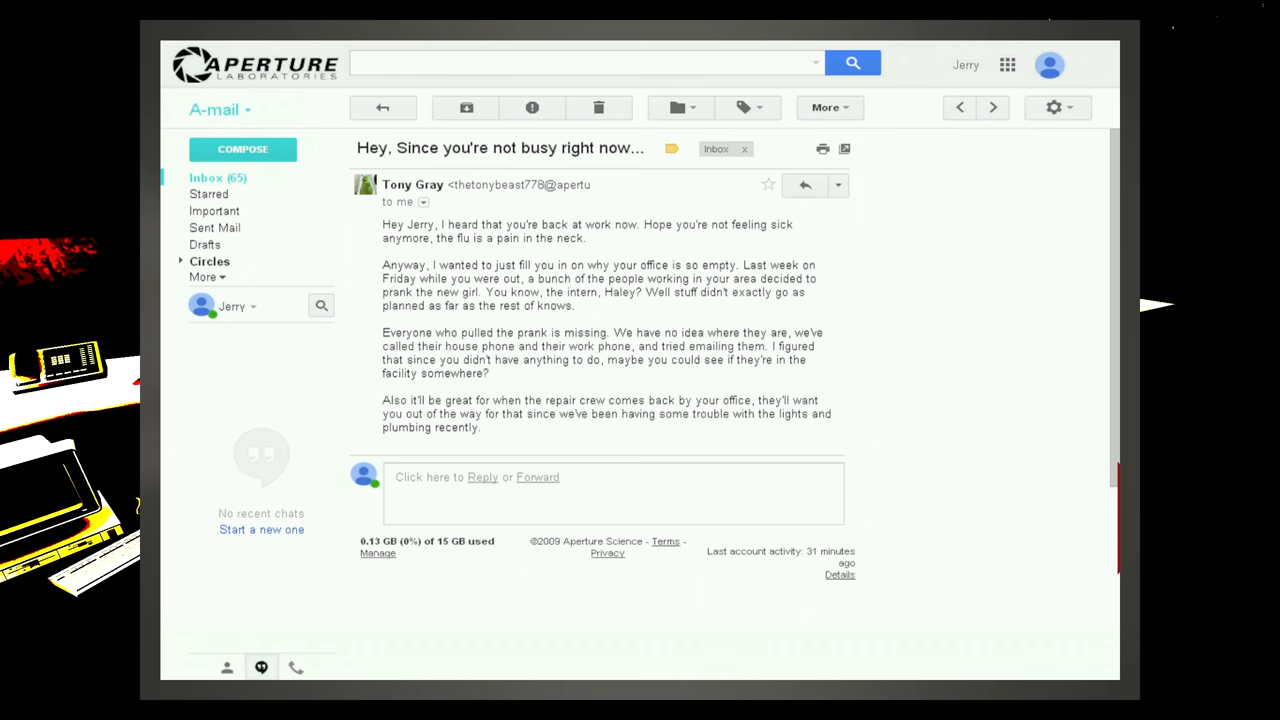 APERTURE
LABORATORIES
Jerry
A-mail
More
COMPOSE
Hey, Since you're not busy right now...
Inbox x
Inbox (65)
Starred
Important
Sent Mail
Drafts
Circles
More
Jerry
Tony Gray <thetonybeast778@apertu
to me
Hey Jerry, I heard that you're back at work now. Hope you're not feeling sick
anymore, the flu is a pain in the neck.
Anyway, I wanted to just fill you in on why your office is so empty. Last week on
Friday while you were out, a bunch of the people working in your area decided to
prank the new girl. You know, the intern, Haley? Well stuff didn't exactly go as
planned as far as the rest of knows.
Everyone who pulled the prank is missing. We have no idea where they are, we've
called their house phone and their work phone, and tried emailing them. I figured
that since you didn't have anything to do, maybe you could see if they're in the
facility somewhere?
Also it'll be great for when the repair crew comes back by your office, they'll want
you out of the way for that since we've been having some trouble with the lights and
plumbing recently.
Click here to Reply or Forward
No recent chats
Start a new one
0.13 GB (0%) of 15 GB used
Manage
©2009 Aperture Science - Terms -
Privacy
Last account activity: 31 minutes
ago
Details